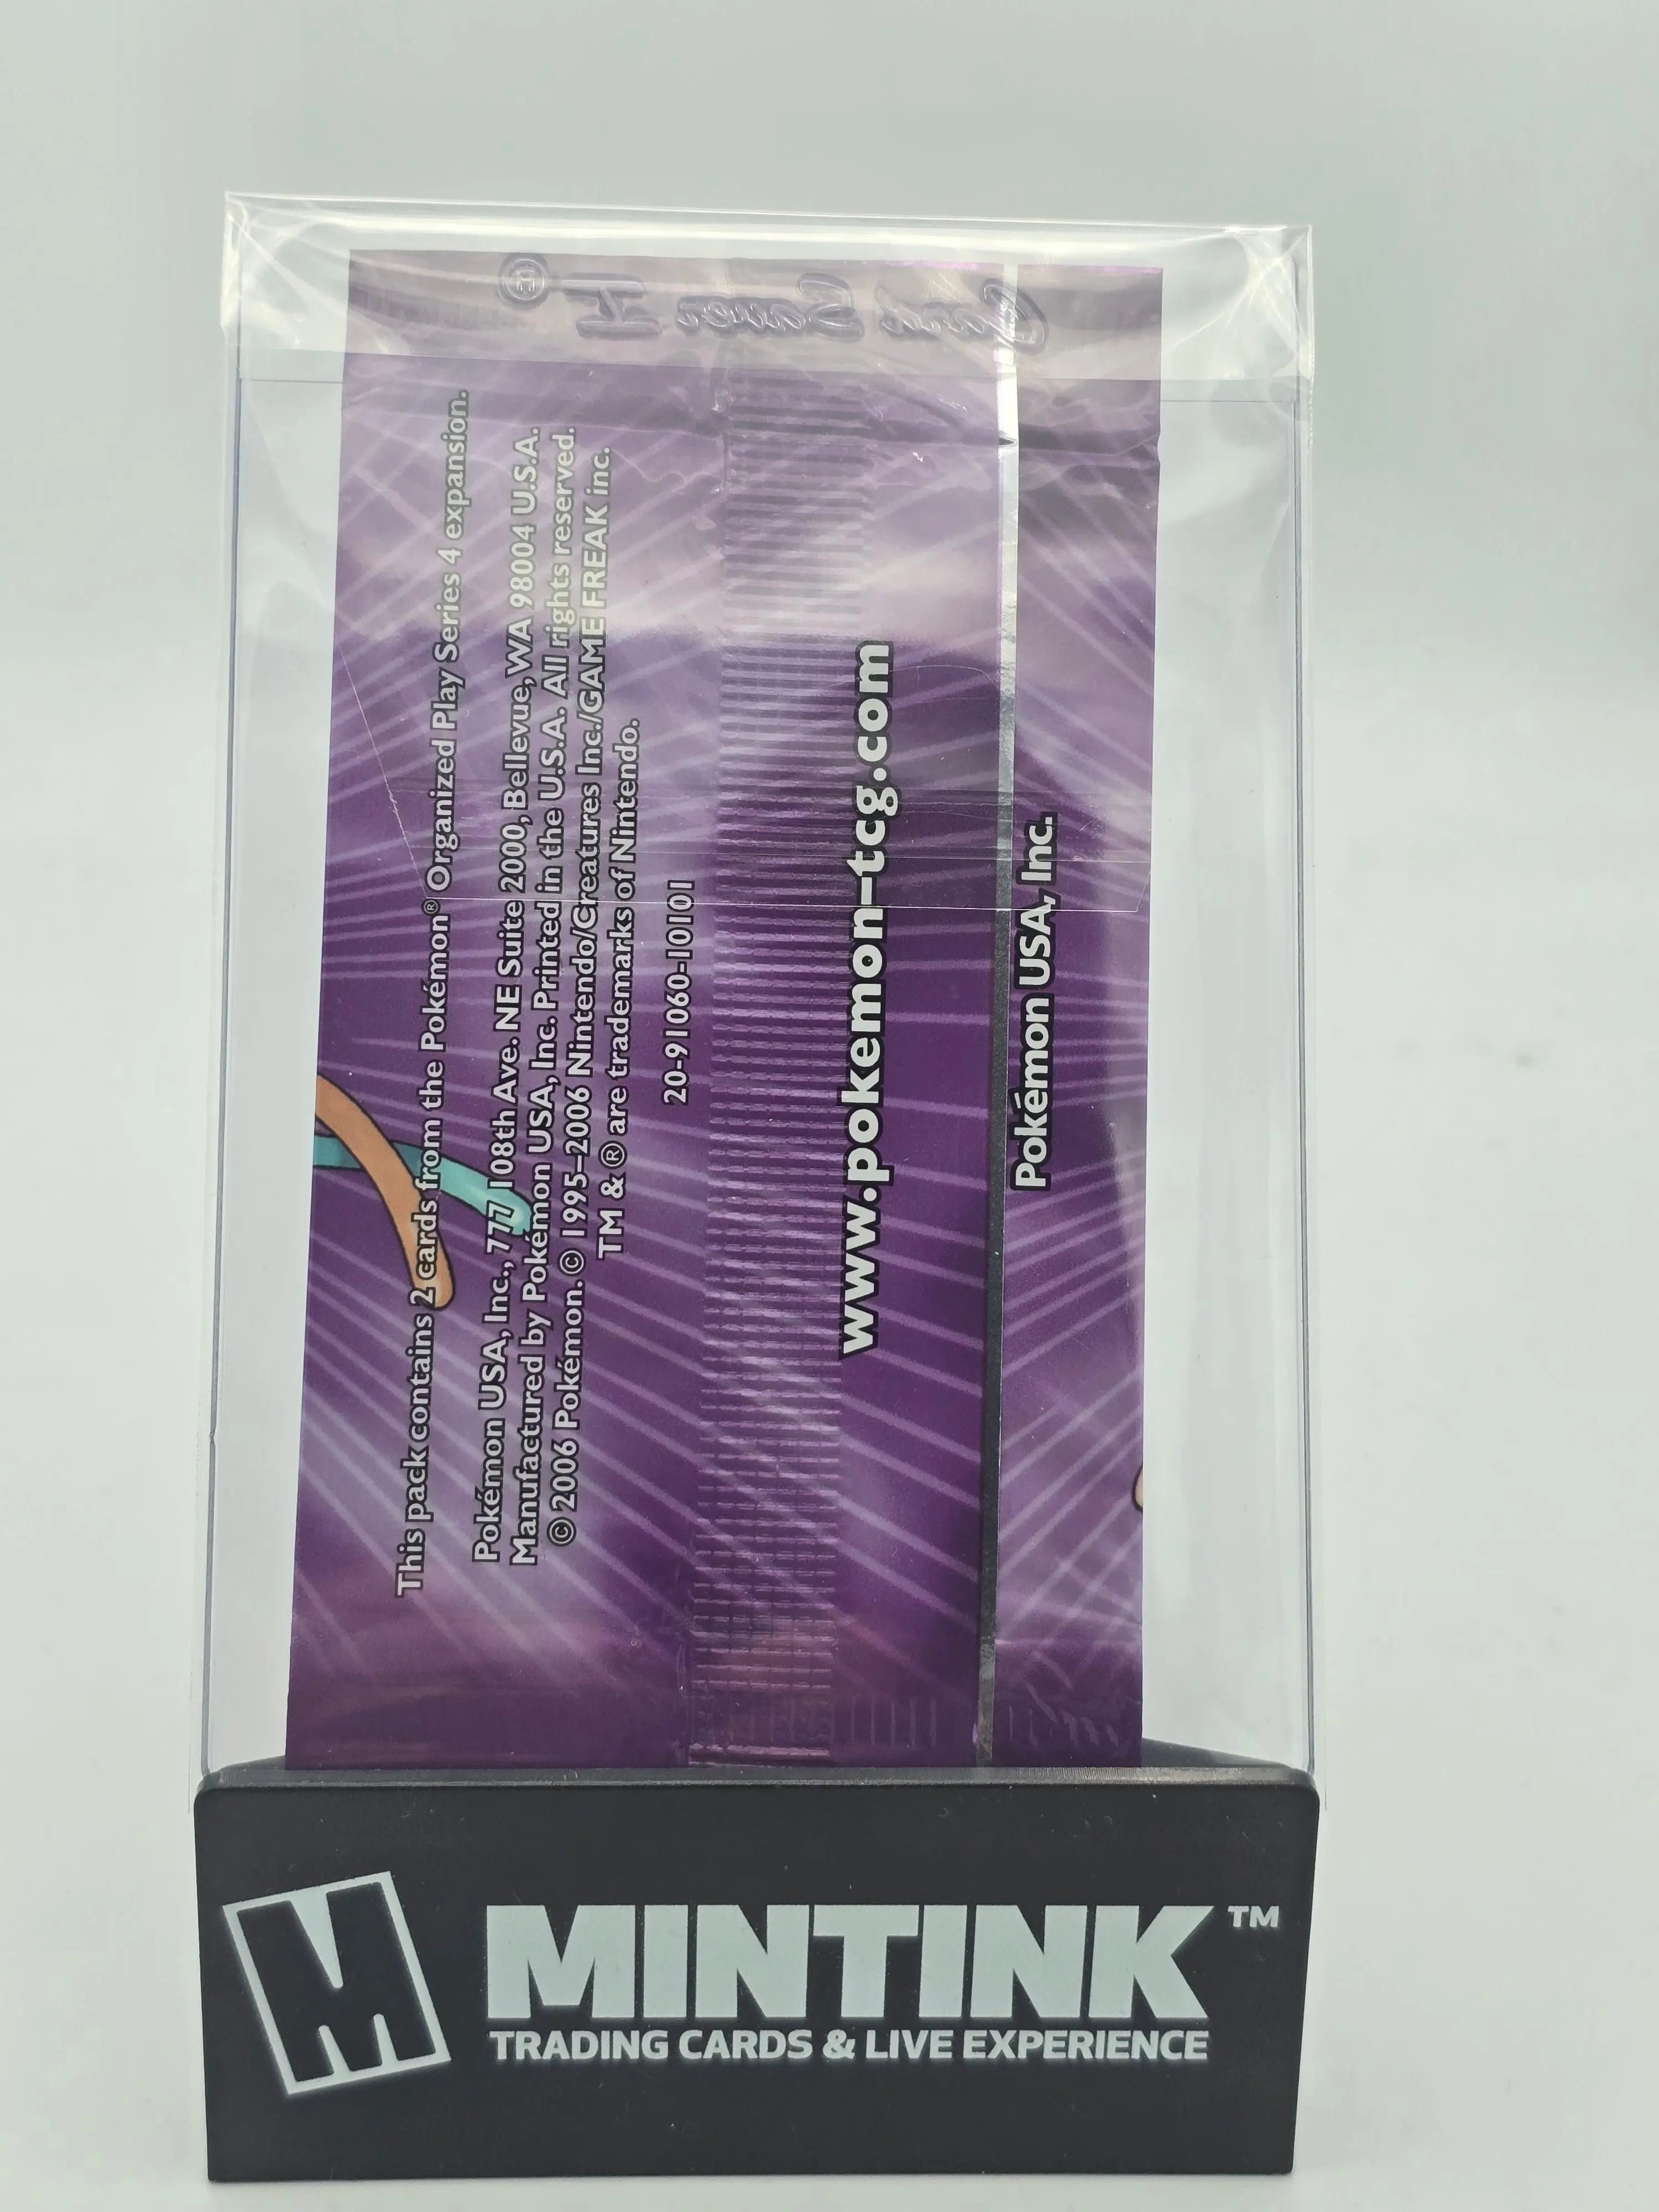 Card Saver II®
This pack contains 2 cards from the Pokémon® Organized Play Series 4 expansion.
Pokémon USA, Inc., 777 108th Ave. NE Suite 2000, Bellevue, WA 98004 U.S.A.
Manufactured by Pokémon USA, Inc. Printed in the U.S.A. All rights reserved.
© 2006 Pokémon. © 1995–2006 Nintendo/Creatures Inc./GAME FREAK inc.
TM & ® are trademarks of Nintendo.
20-91060-10101
www.pokemon-tcg.com
Pokémon USA, Inc.
M
MINTINK™
TRADING CARDS & LIVE EXPERIENCE